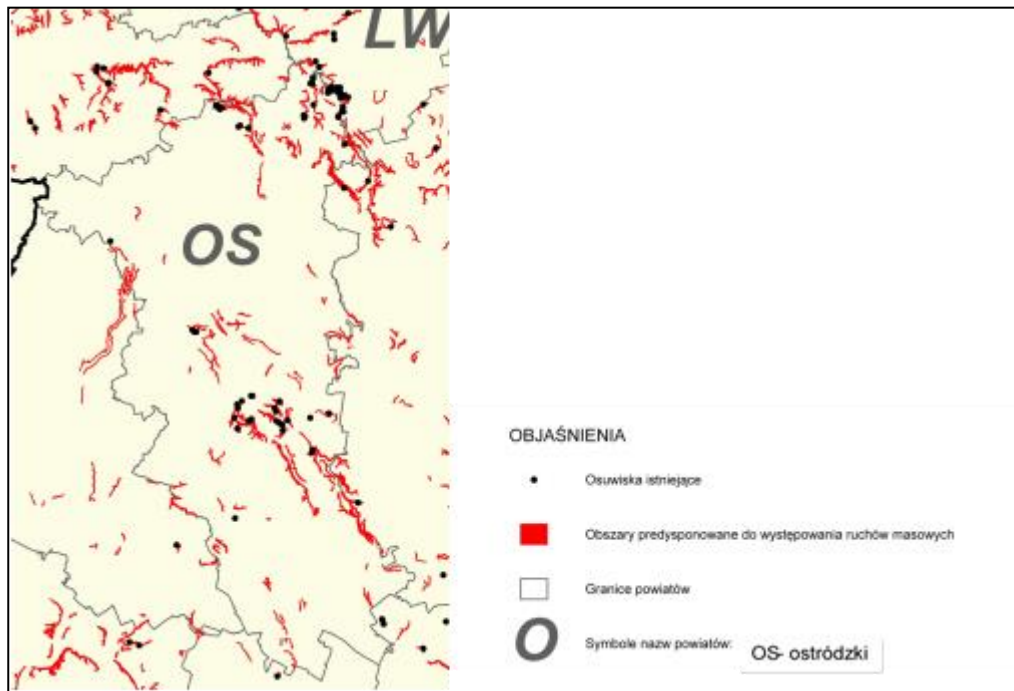 LW
OS
OBJAŚNIENIA
Osuwiska istniejące
Obszary predysponowane do występowania ruchów masowych
Granice powiatów
O Symbole nazw powiatów: OS- ostródzki